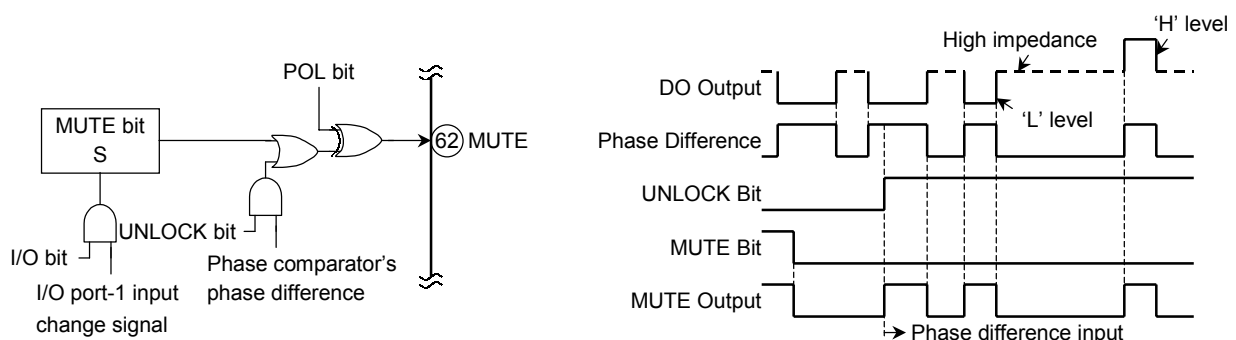 POL bit
MUTE bit
S
62 MUTE
UNLOCK bit
I/O bit
Phase comparator's
phase difference
I/O port-1 input
change signal
'H' level
High impedance
DO Output
'L' level
Phase Difference
UNLOCK Bit
MUTE Bit
MUTE Output
Phase difference input